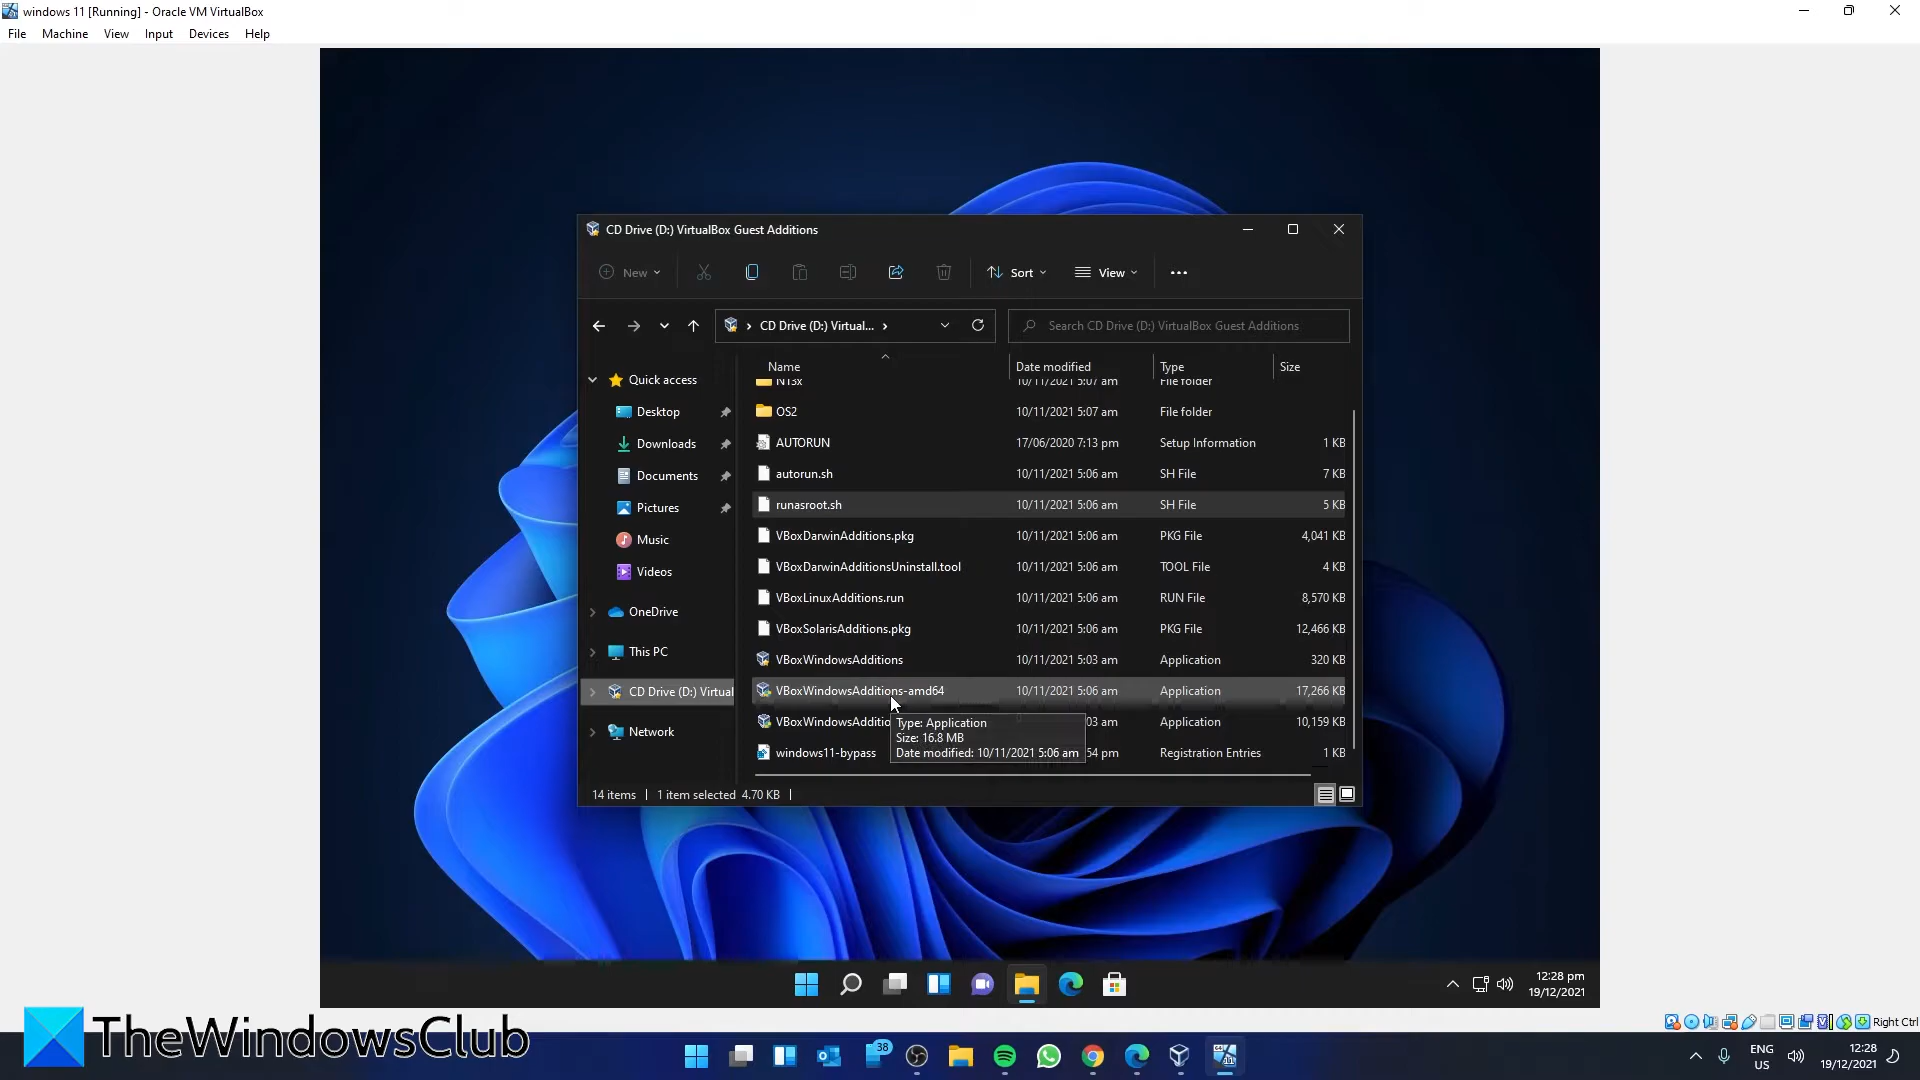 windows 11 [Running] - Oracle VM VirtualBox
File Machine View Input Devices Help
CD Drive (D:) VirtualBox Guest Additions
New Sort View
CD Drive (D:) Virtual... Search CD Drive (D:) VirtualBox Guest Additions
Name Date modified Type Size
Quick access
Desktop
Downloads
Documents
Pictures
Music
Videos
OneDrive
This PC
CD Drive (D:) Virtual
Network
NT3x 10/11/2021 5:07 am File folder
OS2 10/11/2021 5:07 am File folder
AUTORUN 17/06/2020 7:13 pm Setup Information 1 KB
autorun.sh 10/11/2021 5:06 am SH File 7 KB
runasroot.sh 10/11/2021 5:06 am SH File 5 KB
VBoxDarwinAdditions.pkg 10/11/2021 5:06 am PKG File 4,041 KB
VBoxDarwinAdditionsUninstall.tool 10/11/2021 5:06 am TOOL File 4 KB
VBoxLinuxAdditions.run 10/11/2021 5:06 am RUN File 8,570 KB
VBoxSolarisAdditions.pkg 10/11/2021 5:06 am PKG File 12,466 KB
VBoxWindowsAdditions 10/11/2021 5:03 am Application 320 KB
VBoxWindowsAdditions-amd64 10/11/2021 5:06 am Application 17,266 KB
VBoxWindowsAdditio 03 am Application 10,159 KB
windows11-bypass 54 pm Registration Entries 1 KB
Type: Application
Size: 16.8 MB
Date modified: 10/11/2021 5:06 am
14 items 1 item selected 4.70 KB
12:28 pm
19/12/2021
Right Ctrl
TheWindowsClub
38
ENG
US
12:28
19/12/2021